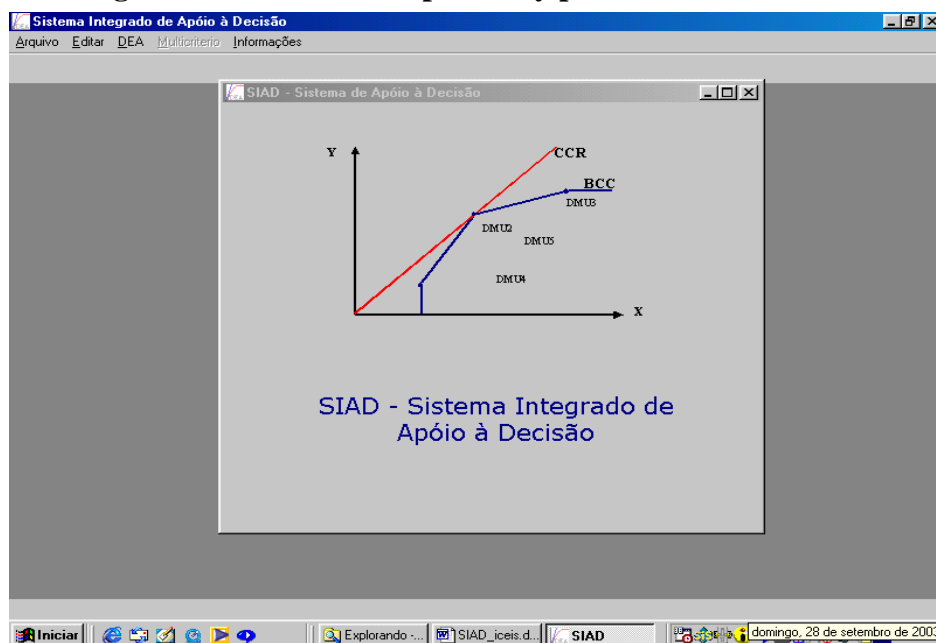 Sistema Integrado de Apóio à Decisão
Arquivo Editar DEA Multicriterio Informações
SIAD - Sistema de Apóio à Decisão
Y
CCR
BCC
DMU3
DMU2
DMU5
DMU4
X
SIAD - Sistema Integrado de
Apóio à Decisão
Iniciar
Explorando -...
SIAD_iceis.d...
SIAD
domingo, 28 de setembro de 2003